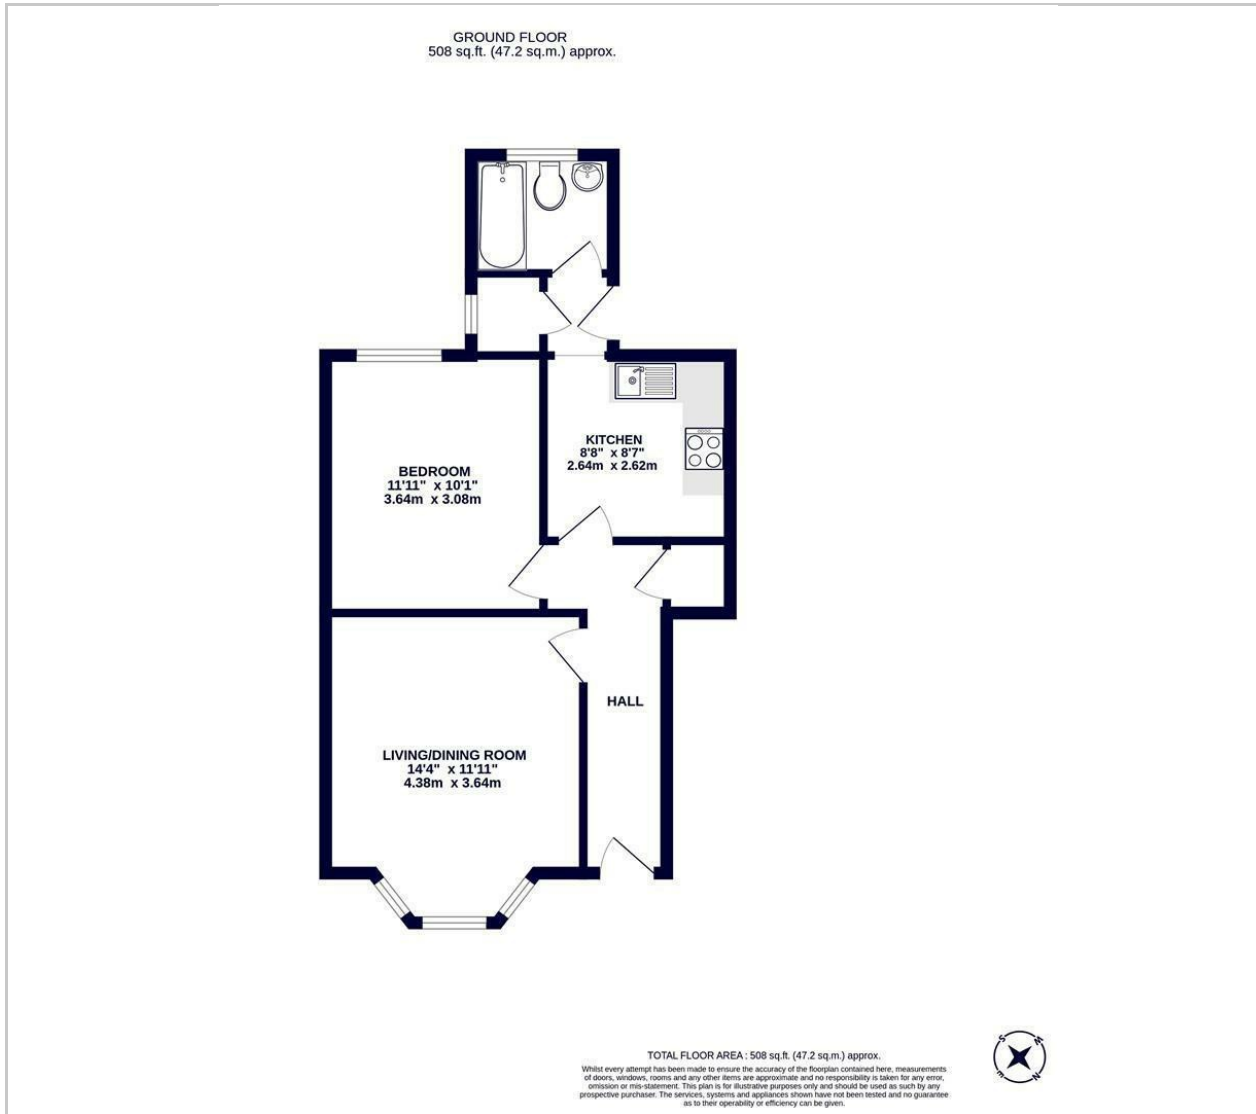 GROUND FLOOR
508 sq.ft. (47.2 sq.m.) approx.
KITCHEN
8'8" x 8'7"
2.64m x 2.62m
BEDROOM
11'11" x 10'1"
3.64m x 3.08m
HALL
LIVING/DINING ROOM
14'4" x 11'11"
4.38m x 3.64m
TOTAL FLOOR AREA : 508 sq.ft. (47.2 sq.m.) approx.
Whilst every attempt has been made to ensure the accuracy of the floorplan contained here, measurements
of doors, windows, rooms and any other items are approximate and no responsibility is taken for any error,
omission or mis-statement. This plan is for illustrative purposes only and should be used as such by any
prospective purchaser. The services, systems and appliances shown have not been tested and no guarantee
as to their operability or efficiency can be given.
S
W
E
N